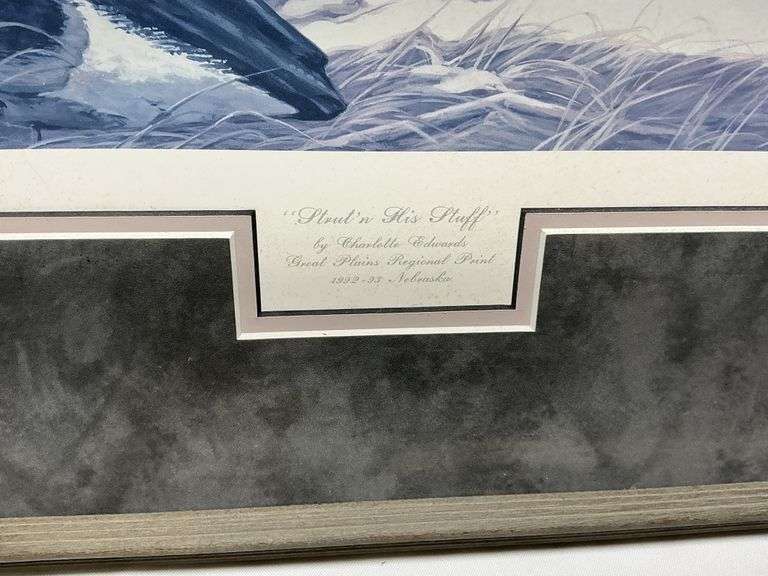 "Strut'n His Stuff"
by Charlotte Edwards
Great Plains Regional Print
1992-93 Nebraska